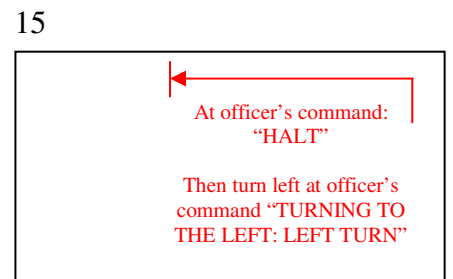 15
At officer’s command:
“HALT”
Then turn left at officer’s
command “TURNING TO
THE LEFT: LEFT TURN”